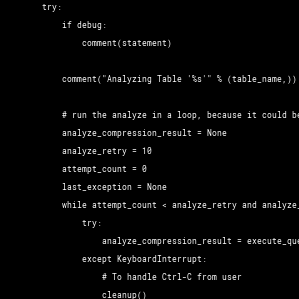 try:
if debug:
comment(statement)
comment("Analyzing Table '%s'" % (table_name,))
# run the analyze in a loop, because it could be
analyze_compression_result = None
analyze_retry = 10
attempt_count = 0
last_exception = None
while attempt_count < analyze_retry and analyze_
try:
analyze_compression_result = execute_que
except KeyboardInterrupt:
# To handle Ctrl-C from user
cleanup()